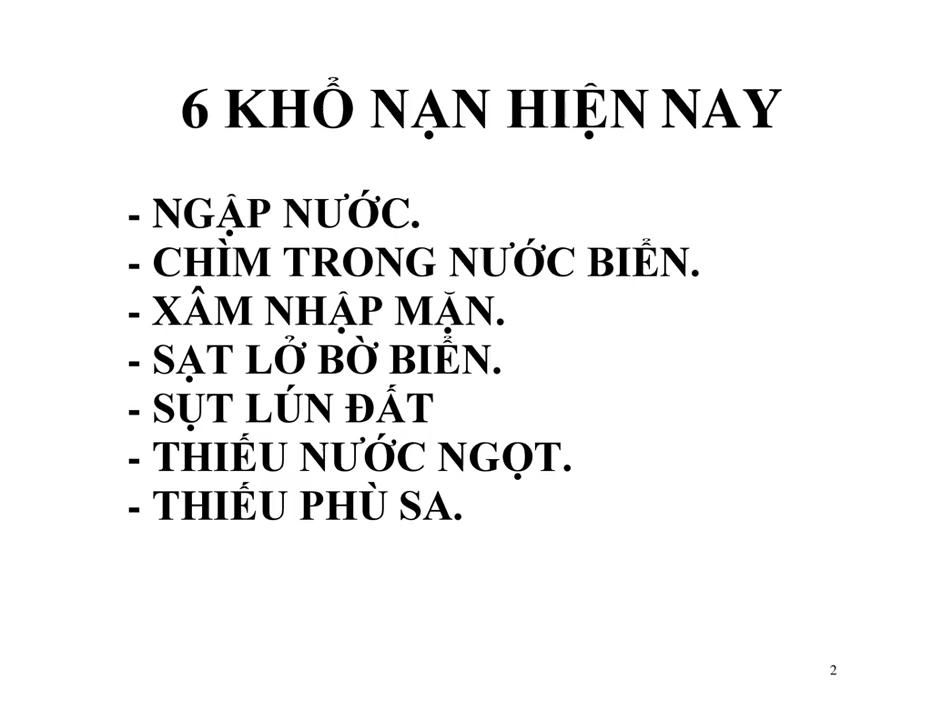 6 KHỔ NẠN HIỆN NAY
- NGẬP NƯỚC.
- CHÌM TRONG NƯỚC BIỂN.
- XÂM NHẬP MẶN.
- SẠT LỞ BỜ BIỂN.
- SỤT LÚN ĐẤT
- THIẾU NƯỚC NGỌT.
- THIẾU PHÙ SA.
2